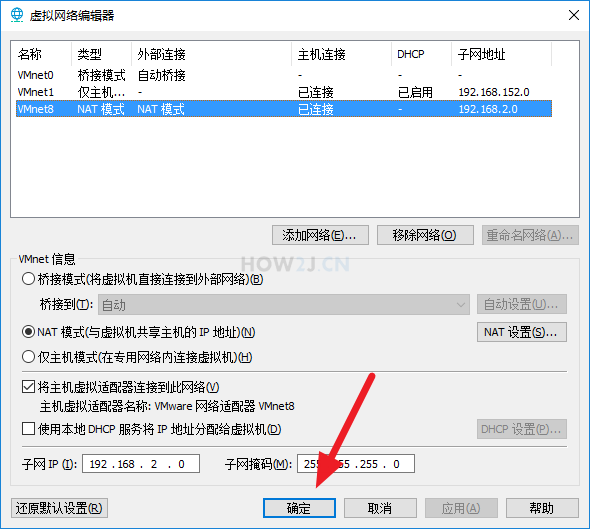 虚拟网络编辑器
名称 类型 外部连接 主机连接 DHCP 子网地址
VMnet0 桥接模式 自动桥接 - - -
VMnet1 仅主机... - 已连接 已启用 192.168.152.0
VMnet8 NAT 模式 NAT 模式 已连接 - 192.168.2.0
添加网络(E)... 移除网络(O) 重命名网络(A)...
VMnet 信息
HOW2J.CN
桥接模式(将虚拟机直接连接到外部网络)(B)
桥接到(T): 自动 自动设置(U)...
NAT 模式(与虚拟机共享主机的 IP 地址)(N) NAT 设置(S)...
仅主机模式(在专用网络内连接虚拟机)(H)
将主机虚拟适配器连接到此网络(V)
主机虚拟适配器名称: VMware 网络适配器 VMnet8
使用本地 DHCP 服务将 IP 地址分配给虚拟机(D) DHCP 设置(P)...
子网 IP (I): 192 .168 . 2 . 0 子网掩码(M): .255 . 0
还原默认设置(R) 确定 取消 应用(A) 帮助